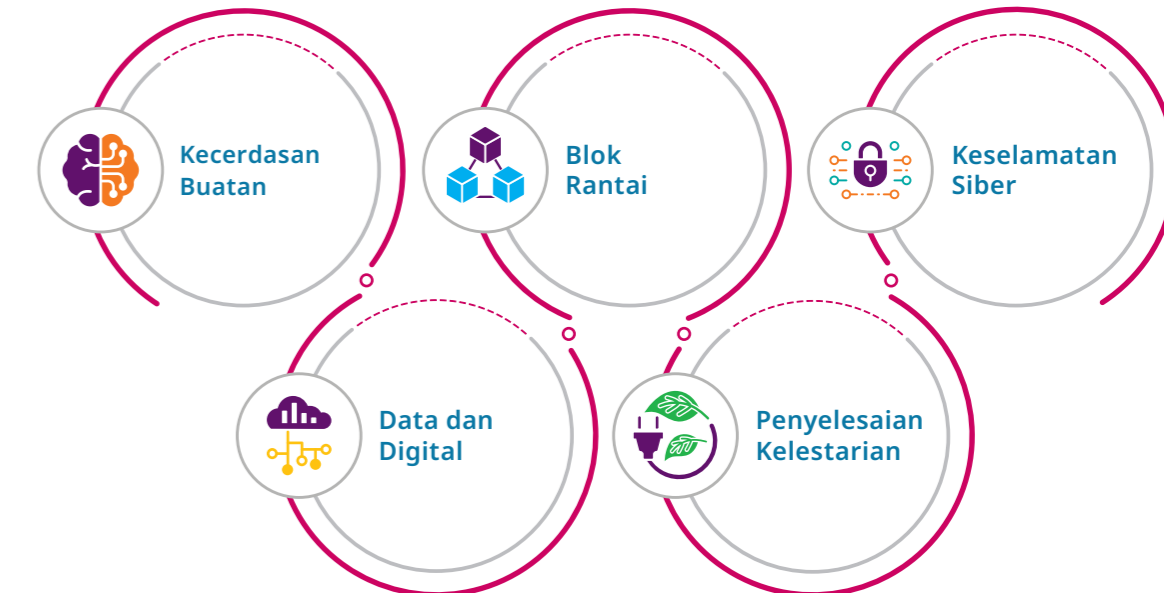 Kecerdasan
Buatan
Blok
Rantai
Keselamatan
Siber
Data dan
Digital
Penyelesaian
Kelestarian